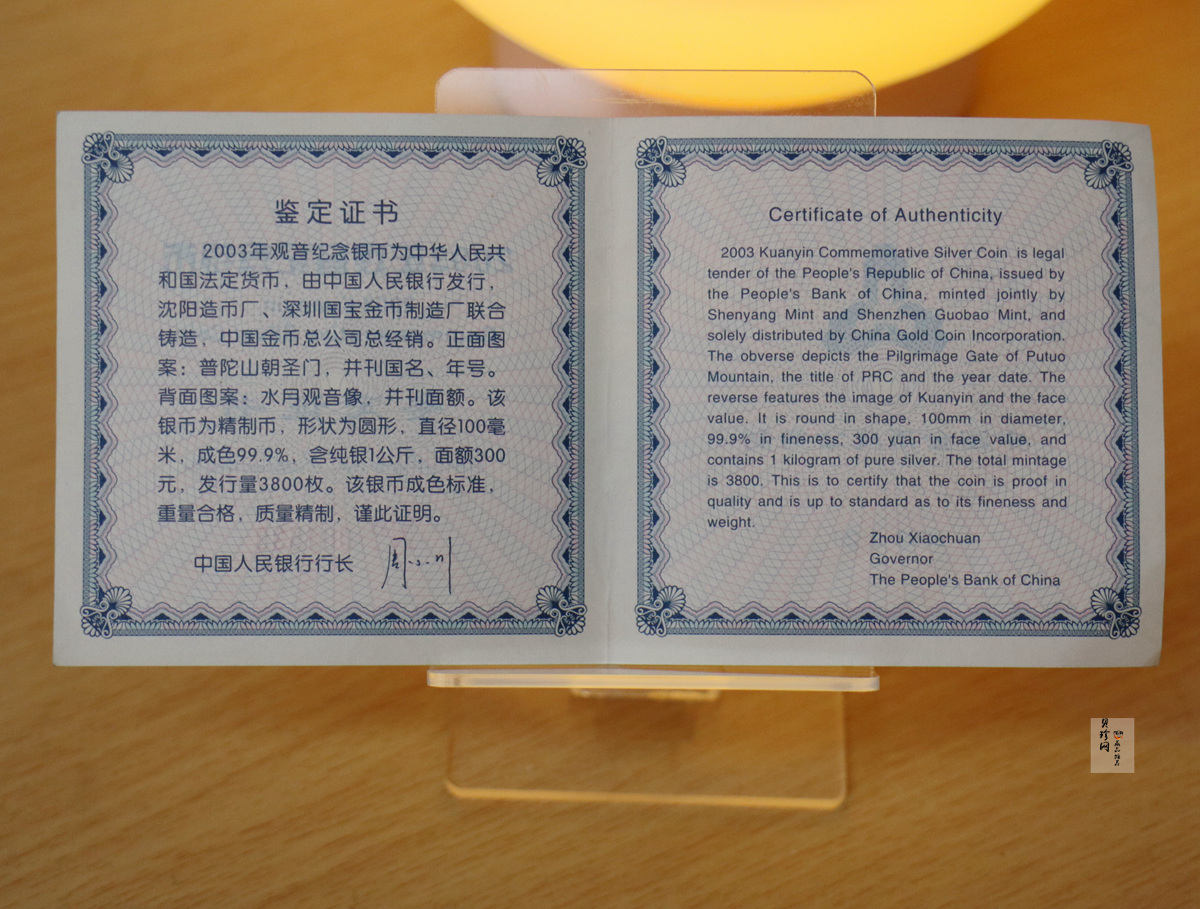 鉴定证书
2003年观音纪念银币为中华人民共
和国法定货币，由中国人民银行发行，
沈阳造币厂、深圳国宝金币制造厂联合
铸造，中国金币总公司总经销。正面图
案：普陀山朝圣门，并刊国名、年号。
背面图案：水月观音像，并刊面额。该
银币为精制币，形状为圆形，直径100毫
米，成色99.9%，含纯银1公斤，面额300
元，发行量3800枚。该银币成色标准，
重量合格，质量精制，谨此证明。
中国人民银行行长 周小川
Certificate of Authenticity
2003 Kuanyin Commemorative Silver Coin is legal
tender of the People's Republic of China, issued by
the People's Bank of China, minted jointly by
Shenyang Mint and Shenzhen Guobao Mint, and
solely distributed by China Gold Coin Incorporation.
The obverse depicts the Pilgrimage Gate of Putuo
Mountain, the title of PRC and the year date. The
reverse features the image of Kuanyin and the face
value. It is round in shape, 100mm in diameter,
99.9% in fineness, 300 yuan in face value, and
contains 1 kilogram of pure silver. The total mintage
is 3800. This is to certify that the coin is proof in
quality and is up to standard as to its fineness and
weight.
Zhou Xiaochuan
Governor
The People's Bank of China